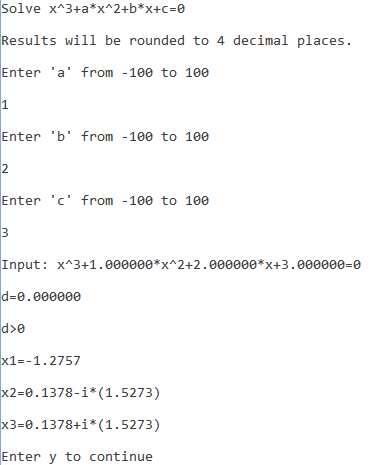 Solve x^3+a*x^2+b*x+c=0
Results will be rounded to 4 decimal places.
Enter 'a' from -100 to 100
1
Enter 'b' from -100 to 100
2
Enter 'c' from -100 to 100
3
Input: x^3+1.000000*x^2+2.000000*x+3.000000=0
d=0.000000
d>0
x1=-1.2757
x2=0.1378-i*(1.5273)
x3=0.1378+i*(1.5273)
Enter y to continue